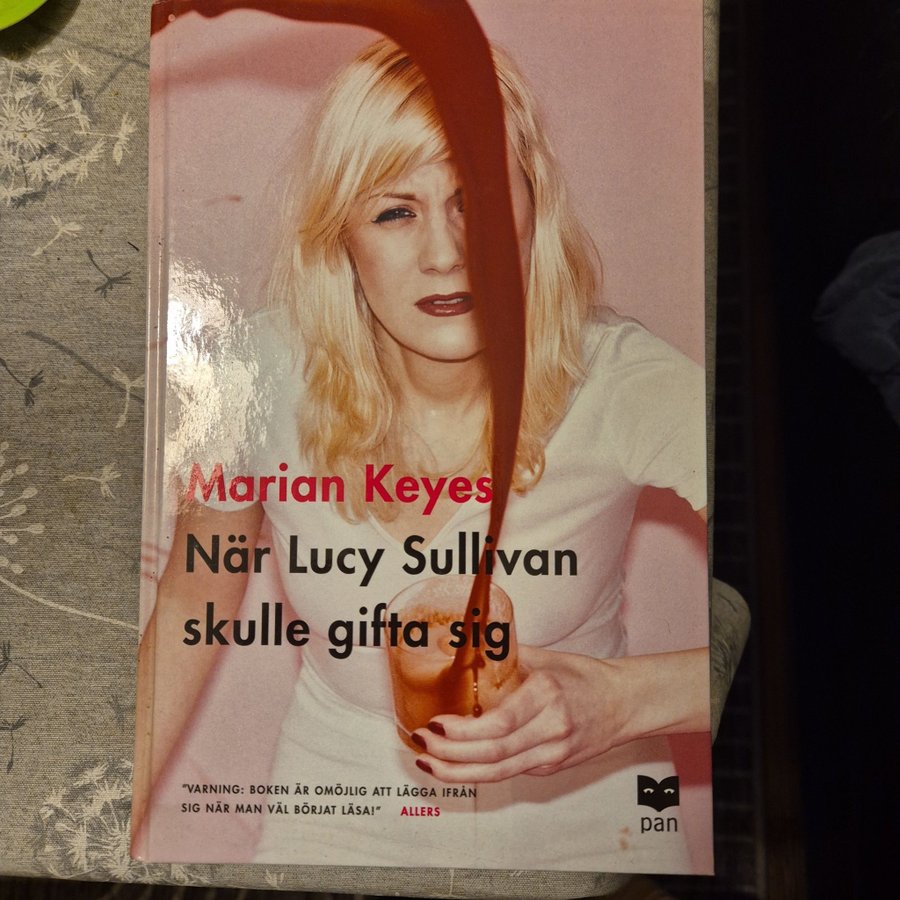 Marian Keyes
När Lucy Sullivan
skulle gifta sig
"VARNING: BOKEN ÄR OMÖJLIG ATT LÄGGA IFRÅN
SIG NÄR MAN VÄL BÖRJAT LÄSA!" ALLERS
pan